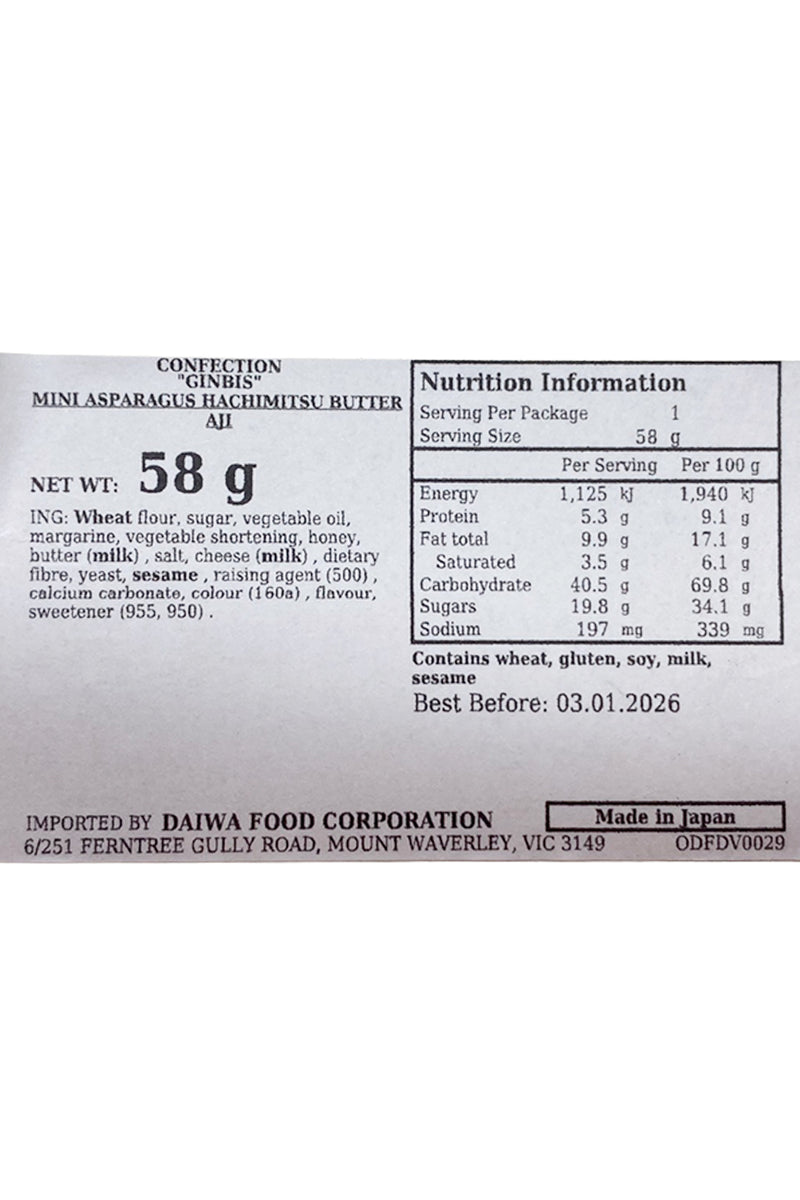 CONFECTION
"GINBIS"
MINI ASPARAGUS HACHIMITSU BUTTER
AJI
NET WT: 58 g
ING: Wheat flour, sugar, vegetable oil,
margarine, vegetable shortening, honey,
butter (milk) , salt, cheese (milk) , dietary
fibre, yeast, sesame , raising agent (500) ,
calcium carbonate, colour (160a) , flavour,
sweetener (955, 950) .
Nutrition Information
Serving Per Package 1
Serving Size 58 g
Per Serving Per 100 g
Energy 1,125 kJ 1,940 kJ
Protein 5.3 g 9.1 g
Fat total 9.9 g 17.1 g
Saturated 3.5 g 6.1 g
Carbohydrate 40.5 g 69.8 g
Sugars 19.8 g 34.1 g
Sodium 197 mg 339 mg
Contains wheat, gluten, soy, milk,
sesame
Best Before: 03.01.2026
IMPORTED BY DAIWA FOOD CORPORATION
6/251 FERNTREE GULLY ROAD, MOUNT WAVERLEY, VIC 3149
Made in Japan
ODFDV0029